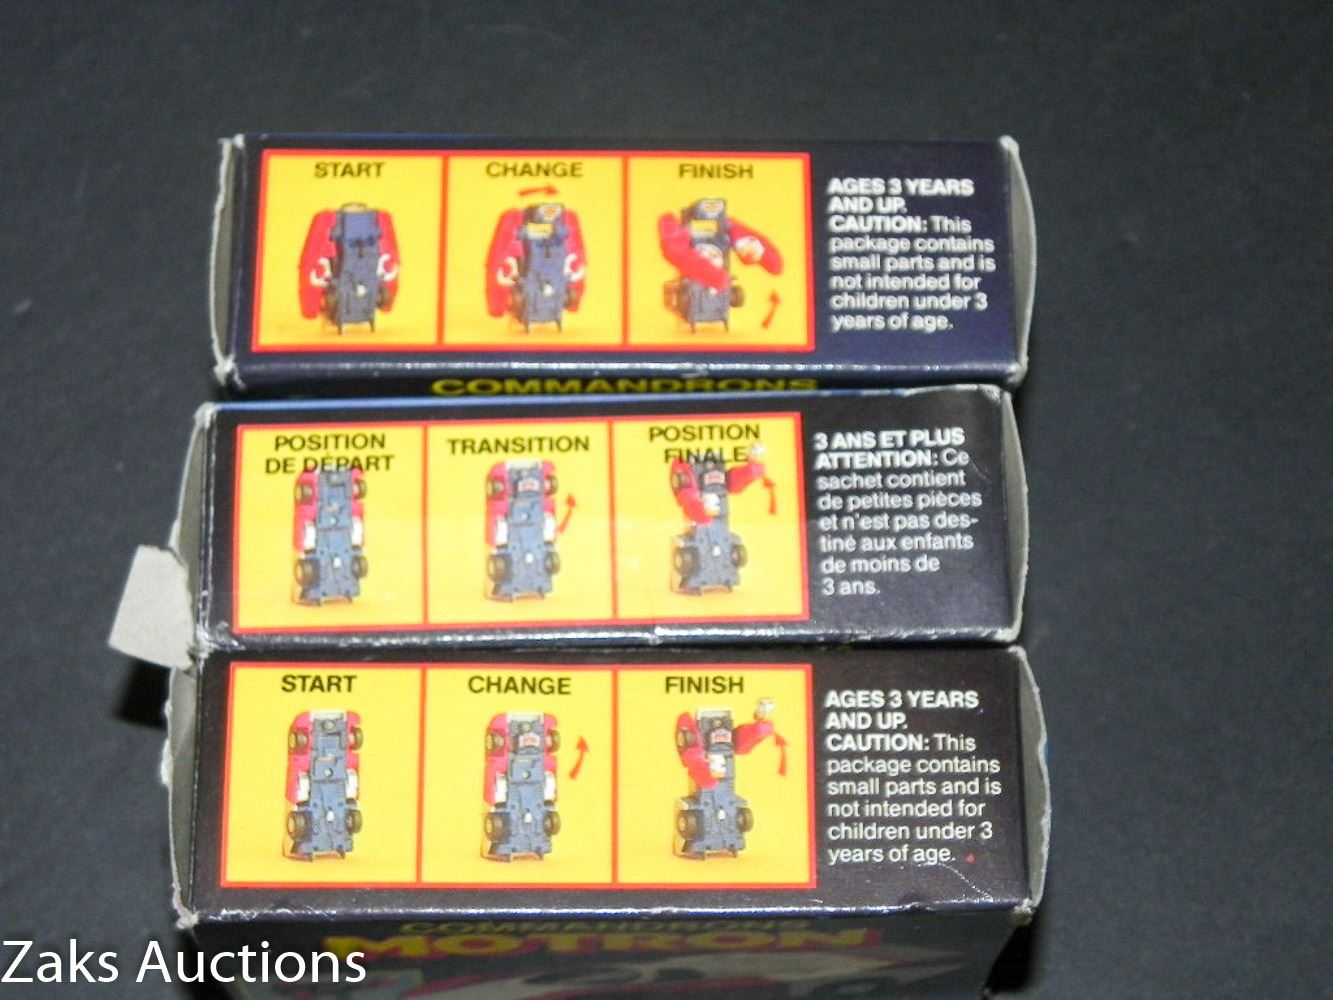 START CHANGE FINISH
AGES 3 YEARS
AND UP.
CAUTION: This
package contains
small parts and is
not intended for
children under 3
years of age.
COMMANDRONS
POSITION
DE DÉPART
TRANSITION
POSITION
FINALE
3 ANS ET PLUS
ATTENTION: Ce
sachet contient
de petites pièces
et n'est pas des-
tiné aux enfants
de moins de
3 ans.
START CHANGE FINISH
AGES 3 YEARS
AND UP.
CAUTION: This
package contains
small parts and is
not intended for
children under 3
years of age.
COMMANDRONS
MOTRON
Zaks Auctions